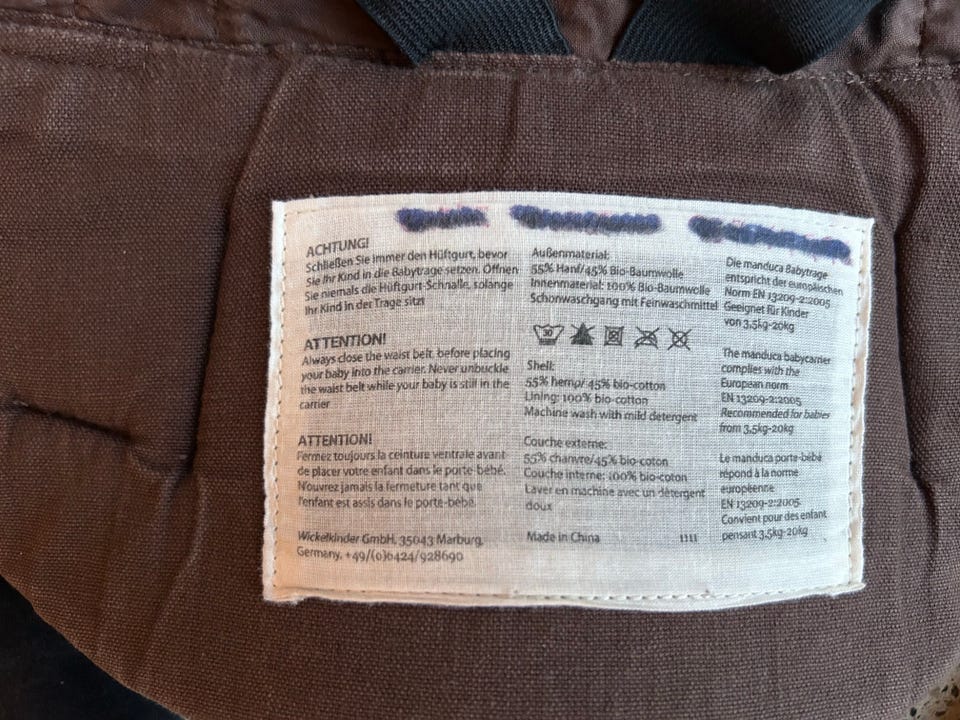 ACHTUNG!
Schließen Sie immer den Hüftgurt, bevor
Sie Ihr Kind in die Babytrage setzen. Öffnen
Sie niemals die Hüftgurt-Schnalle, solange
Ihr Kind in der Trage sitzt
ATTENTION!
Always close the waist belt, before placing
your baby into the carrier. Never unbuckle
the waist belt while your baby is still in the
carrier
ATTENTION!
Fermez toujours la ceinture ventrale avant
de placer votre enfant dans le porte-bébé.
N'ouvrez jamais la fermeture tant que
l'enfant est assis dans le porte-bébé.
Wickelkinder GmbH, 35043 Marburg,
Germany, +49/(0)6424/928690
Außenmaterial:
55% Hanf/45% Bio-Baumwolle
Innenmaterial: 100% Bio-Baumwolle
Schonwaschgang mit Feinwaschmittel
30
Shell:
55% hemp/ 45% bio-cotton
Lining: 100% bio-cotton
Machine wash with mild detergent
Couche externe:
55% chanvre/45% bio-coton
Couche interne: 100% bio-coton
Laver en machine avec un détergent
doux
Made in China 1111
Die manduca Babytrage
entspricht der europäischen
Norm EN 13209-2:2005
Geeignet für Kinder
von 3,5kg-20kg
The manduca babycarrier
complies with the
European norm
EN 13209-2:2005
Recommended for babies
from 3,5kg-20kg
Le manduca porte-bébé
répond à la norme
européenne
EN 13209-2:2005.
Convient pour des enfant
pensant 3,5kg-20kg